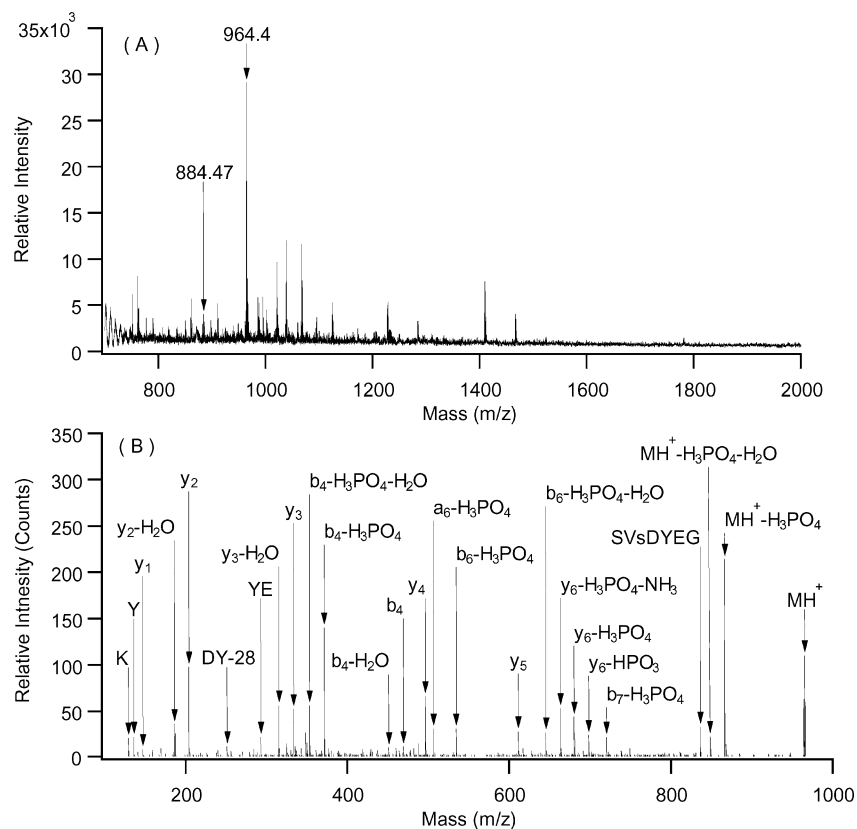 35x10³
( A )
964.4
884.47
30
25
20
15
10
5
0
Relative Intensity
800
1000
1200
1400
1600
1800
2000
Mass (m/z)
350
( B )
300
250
200
150
100
50
0
Relative Intnesity (Counts)
K
Y
y₁
y₂-H₂O
y₂
DY-28
YE
y₃-H₂O
y₃
b₄-H₃PO₄-H₂O
b₄-H₃PO₄
b₄-H₂O
b₄
y₄
a₆-H₃PO₄
b₆-H₃PO₄
y₅
b₆-H₃PO₄-H₂O
y₆-H₃PO₄-NH₃
y₆-H₃PO₄
y₆-HPO₃
b₇-H₃PO₄
SVsDYEG
MH⁺-H₃PO₄-H₂O
MH⁺-H₃PO₄
MH⁺
200
400
600
800
1000
Mass (m/z)